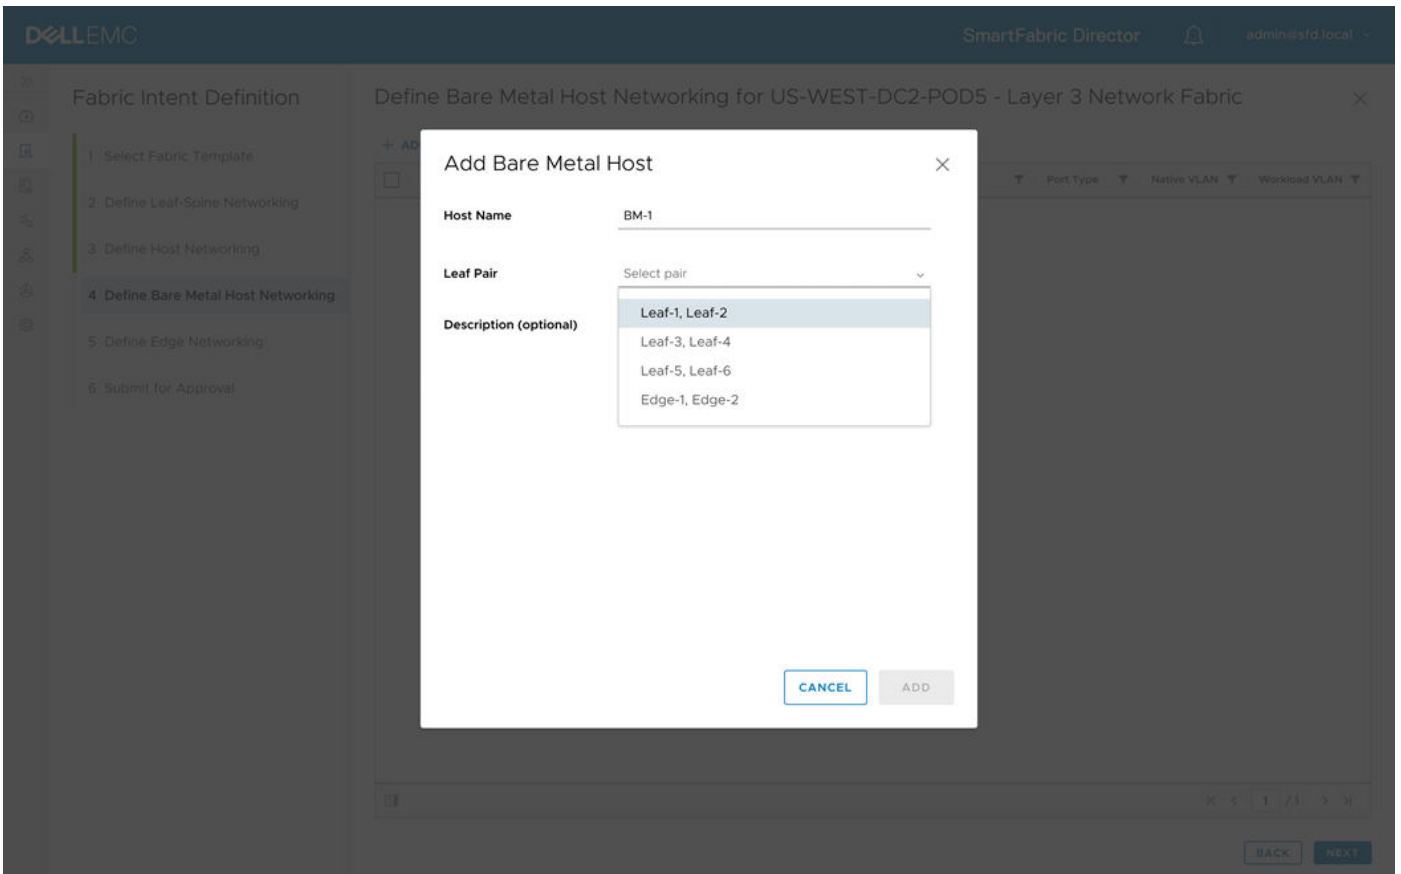 DELLEMC
SmartFabric Director
admin@sfd.local
Fabric Intent Definition
1 Select Fabric Template
2 Define Leaf-Spine Networking
3 Define Host Networking
4 Define Bare Metal Host Networking
5 Define Edge Networking
6 Submit for Approval
Define Bare Metal Host Networking for US-WEST-DC2-POD5 - Layer 3 Network Fabric
+ AD
Port Type
Native VLAN
Workload VLAN
Add Bare Metal Host
Host Name
BM-1
Leaf Pair
Select pair
Leaf-1, Leaf-2
Leaf-3, Leaf-4
Leaf-5, Leaf-6
Edge-1, Edge-2
Description (optional)
CANCEL
ADD
1 / 1
BACK
NEXT